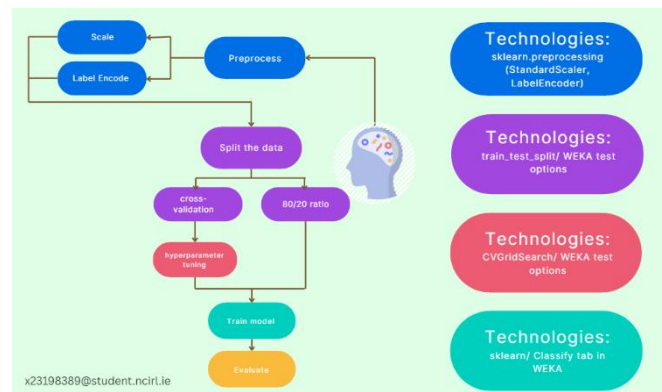 Scale
Label Encode
Preprocess
Split the data
cross-
validation
80/20 ratio
hyperparameter
tuning
Train model
Evaluate
x23198389@student.ncirl.ie
Technologies:
sklearn.preprocessing
(StandardScaler,
LabelEncoder)
Technologies:
train_test_split/ WEKA test
options
Technologies:
CVGridSearch/ WEKA test
options
Technologies:
sklearn/ Classify tab in
WEKA